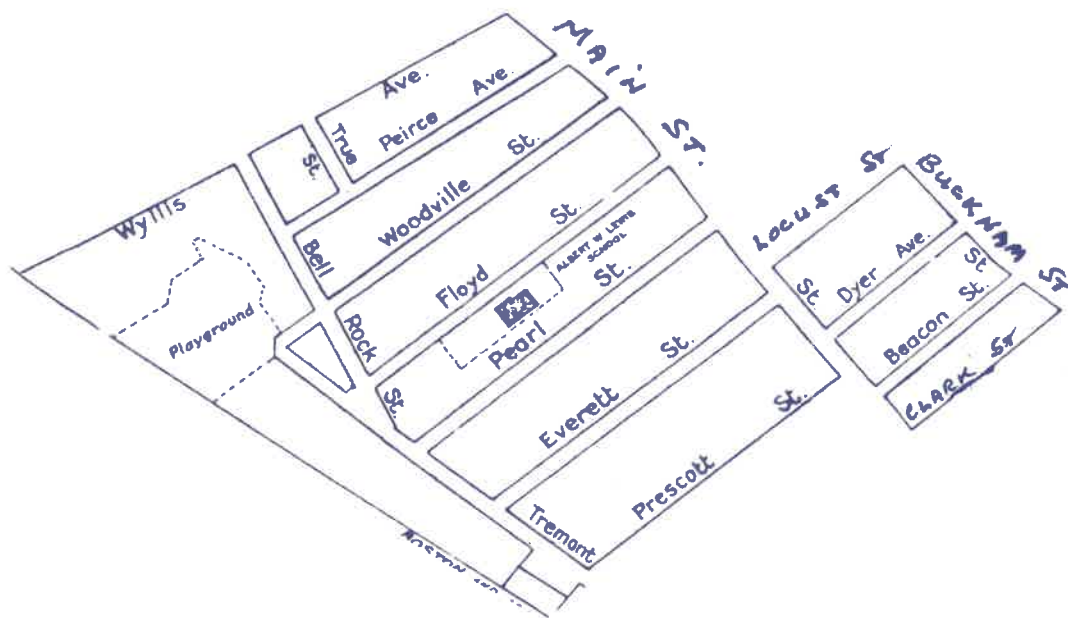 MAIN ST.
Wyllis Ave.
True St.
Peirce Ave
Woodville St.
Bell
Floyd St.
Rock St.
ALBERT W LEWIS
SCHOOL
Pearl St.
Playground
Everett St.
Prescott St.
Tremont
LOCUST ST
BUCKNAM ST
Dyer Ave.
St
Beacon St.
St
CLARK ST
BOSTON